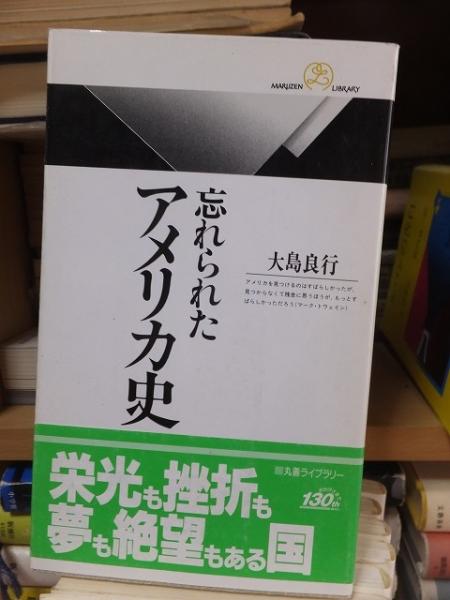 MARUZEN LIBRARY
忘れられた
アメリカ史
大島良行
アメリカを見つけるのはすばらしかったが、
見つからなくて残念に思うほうが、もっとす
ばらしかっただろう(マーク・トウェイン)
丸善ライブラリー
130th
栄光も挫折も
夢も絶望もある国